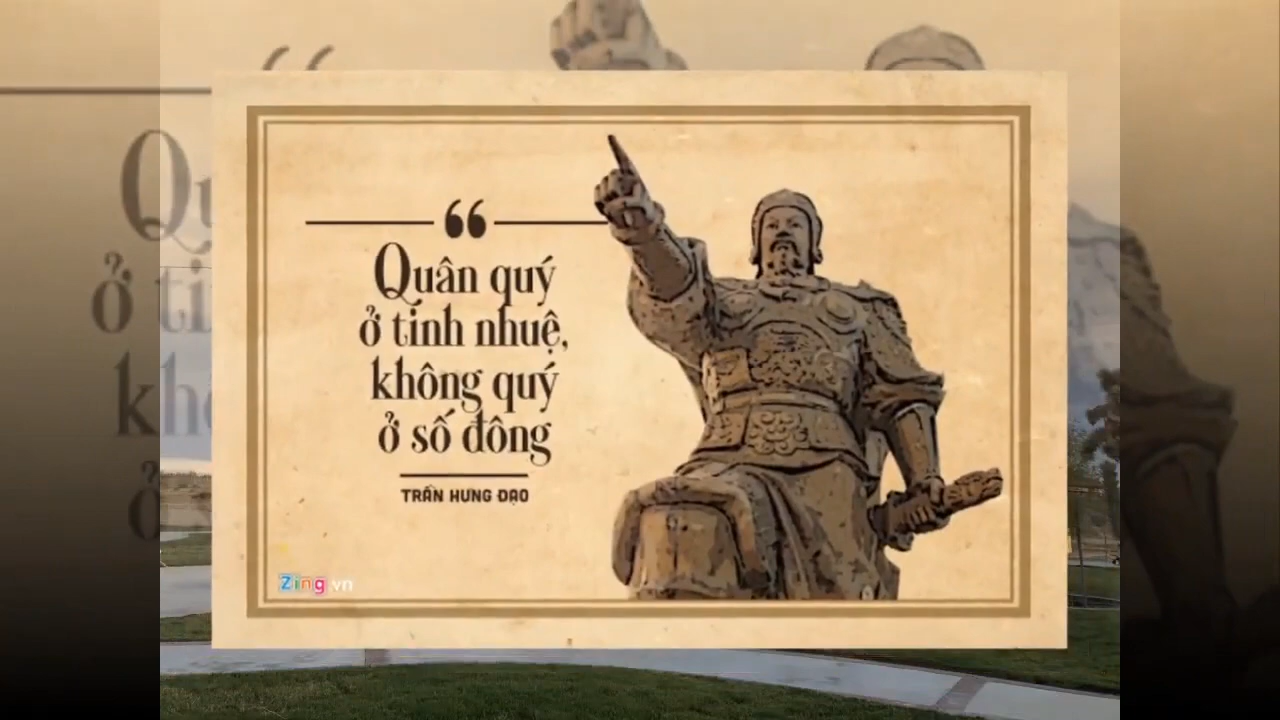 “
Quân quý
ở tinh nhuệ,
không quý
ở số đông
TRẦN HƯNG ĐẠO
Zing.vn